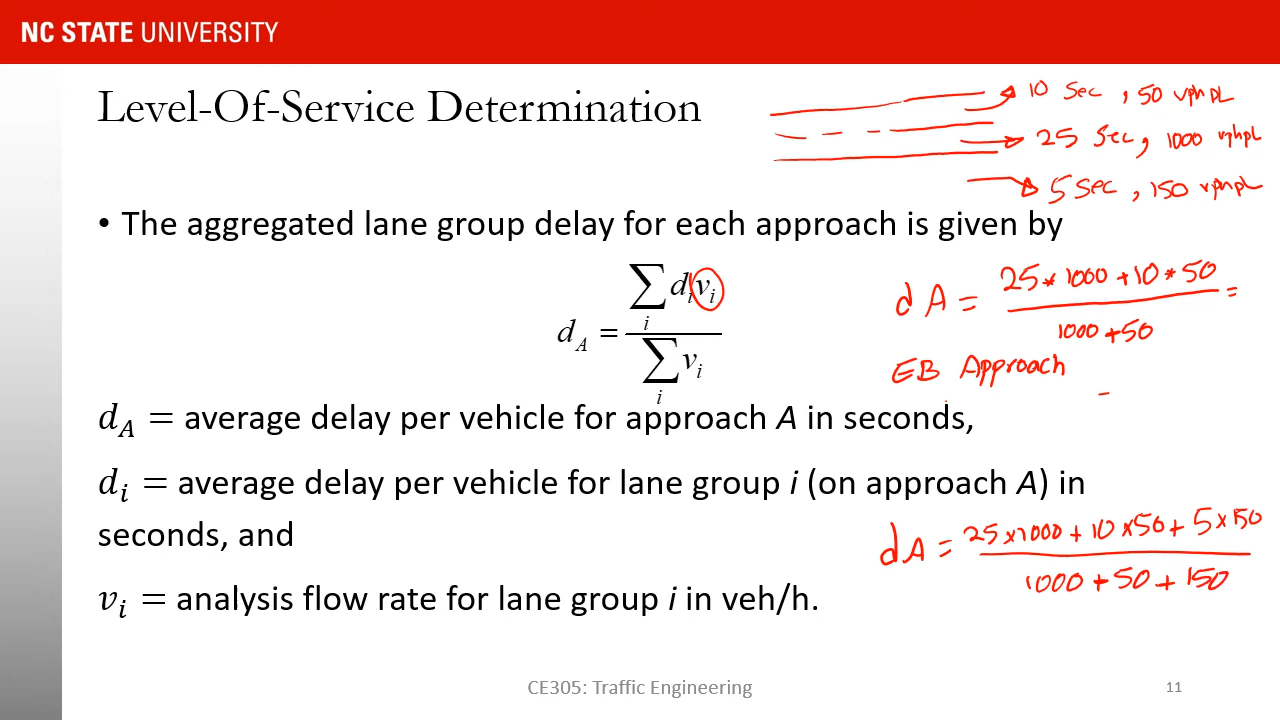 NC STATE UNIVERSITY
Level-Of-Service Determination
10 Sec, 50 vphpL
25 Sec, 1000 vphpL
5 Sec, 150 vphpL
• The aggregated lane group delay for each approach is given by
d_A = ∑_i d_i v_i / ∑_i v_i
dA = 25 * 1000 + 10 * 50 / 1000 + 50 =
EB Approach
d_A = average delay per vehicle for approach A in seconds,
d_i = average delay per vehicle for lane group i (on approach A) in
seconds, and
dA = 25 × 1000 + 10 × 50 + 5 × 150 / 1000 + 50 + 150
v_i = analysis flow rate for lane group i in veh/h.
CE305: Traffic Engineering
11